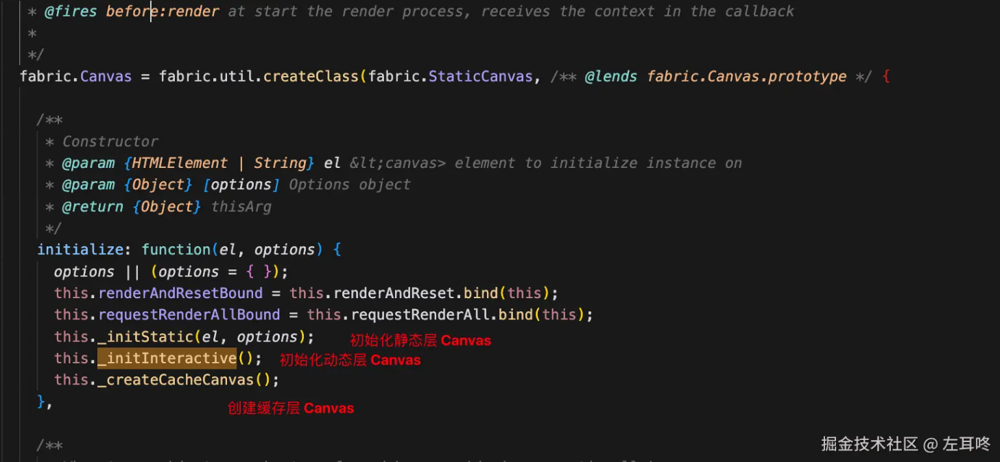 * @fires before:render at start the render process, receives the context in the callback
*
*/
fabric.Canvas = fabric.util.createClass(fabric.StaticCanvas, /** @lends fabric.Canvas.prototype */ {
/**
* Constructor
* @param {HTMLElement | String} el &lt;canvas> element to initialize instance on
* @param {Object} [options] Options object
* @return {Object} thisArg
*/
initialize: function(el, options) {
options || (options = { });
this.renderAndResetBound = this.renderAndReset.bind(this);
this.requestRenderAllBound = this.requestRenderAll.bind(this);
this._initStatic(el, options); 初始化静态层 Canvas
this._initInteractive(); 初始化动态层 Canvas
this._createCacheCanvas();
},
创建缓存层 Canvas
/**
掘金技术社区 @ 左耳咚